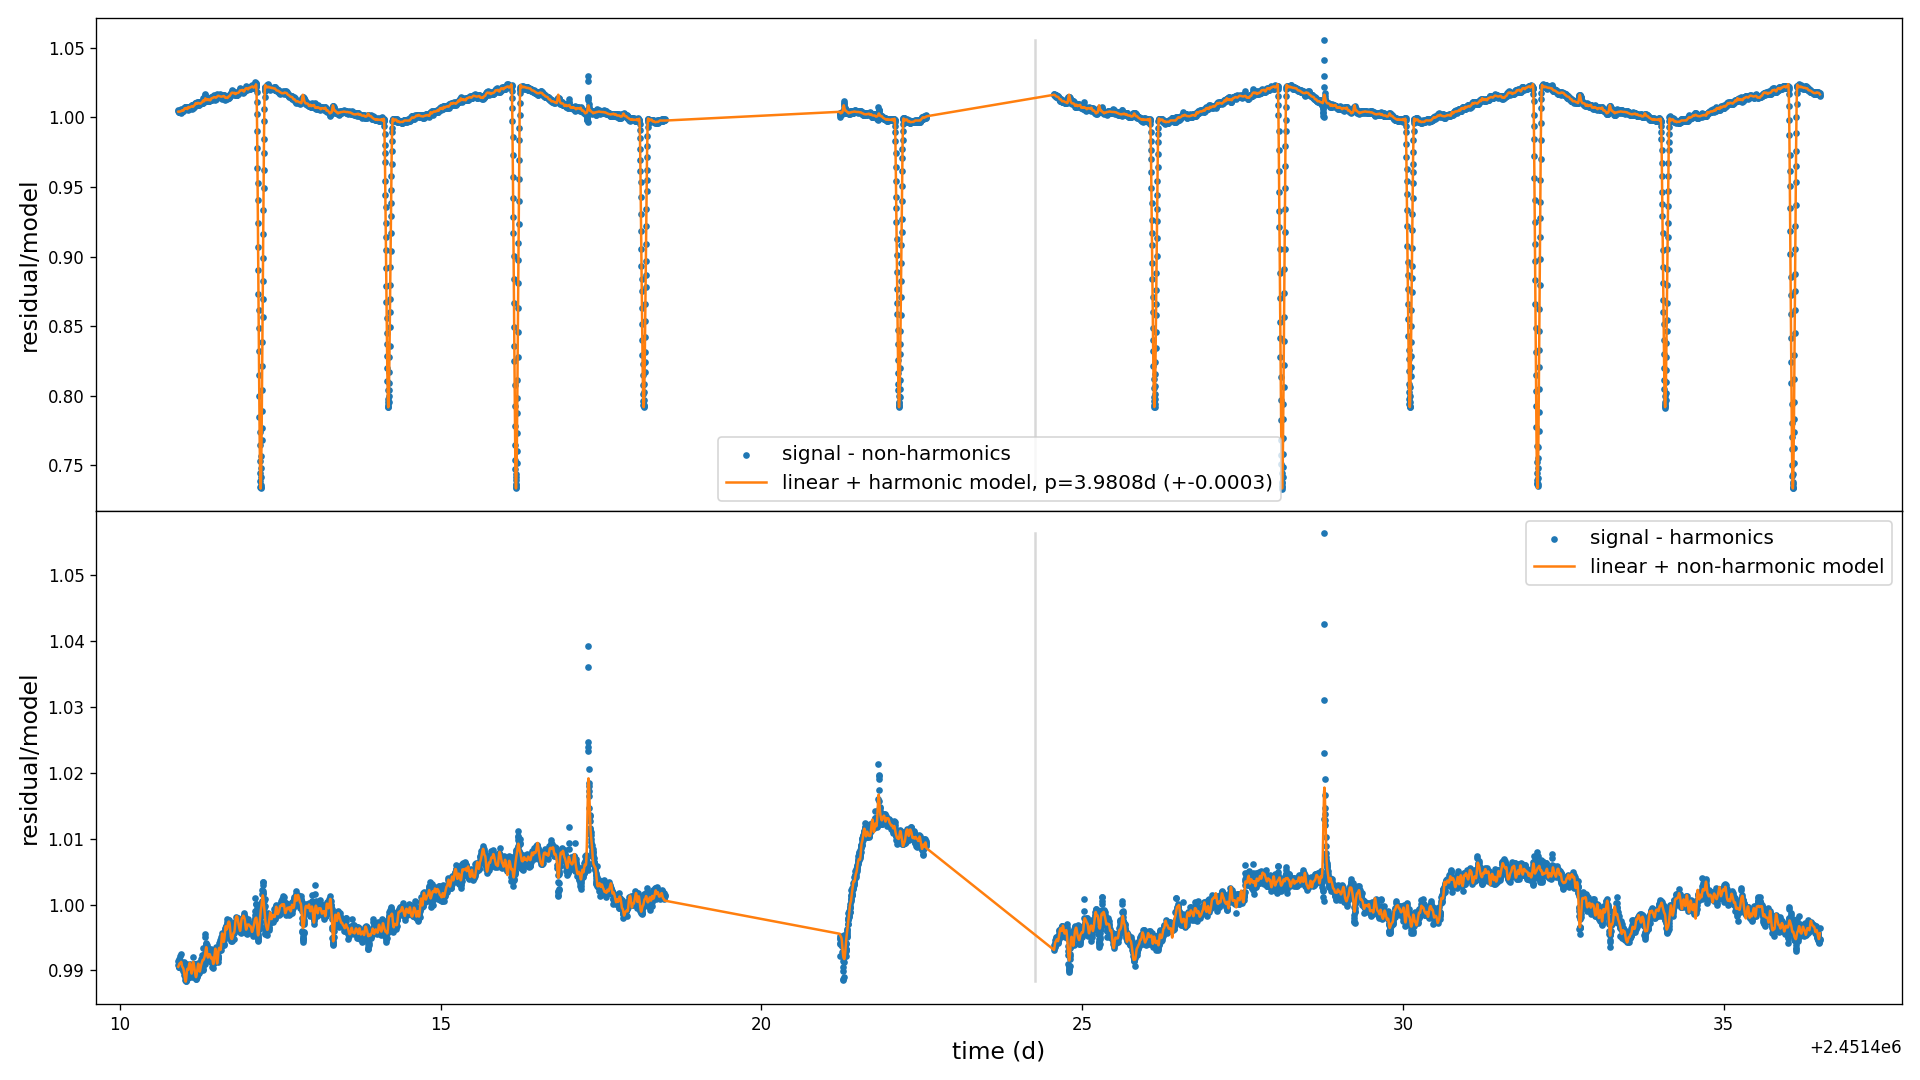 1.05
1.00
0.95
0.90
0.85
0.80
0.75
residual/model
signal - non-harmonics
linear + harmonic model, p=3.9808d (+-0.0003)
1.05
1.04
1.03
1.02
1.01
1.00
0.99
residual/model
signal - harmonics
linear + non-harmonic model
10 15 20 25 30 35
time (d)
+2.4514e6